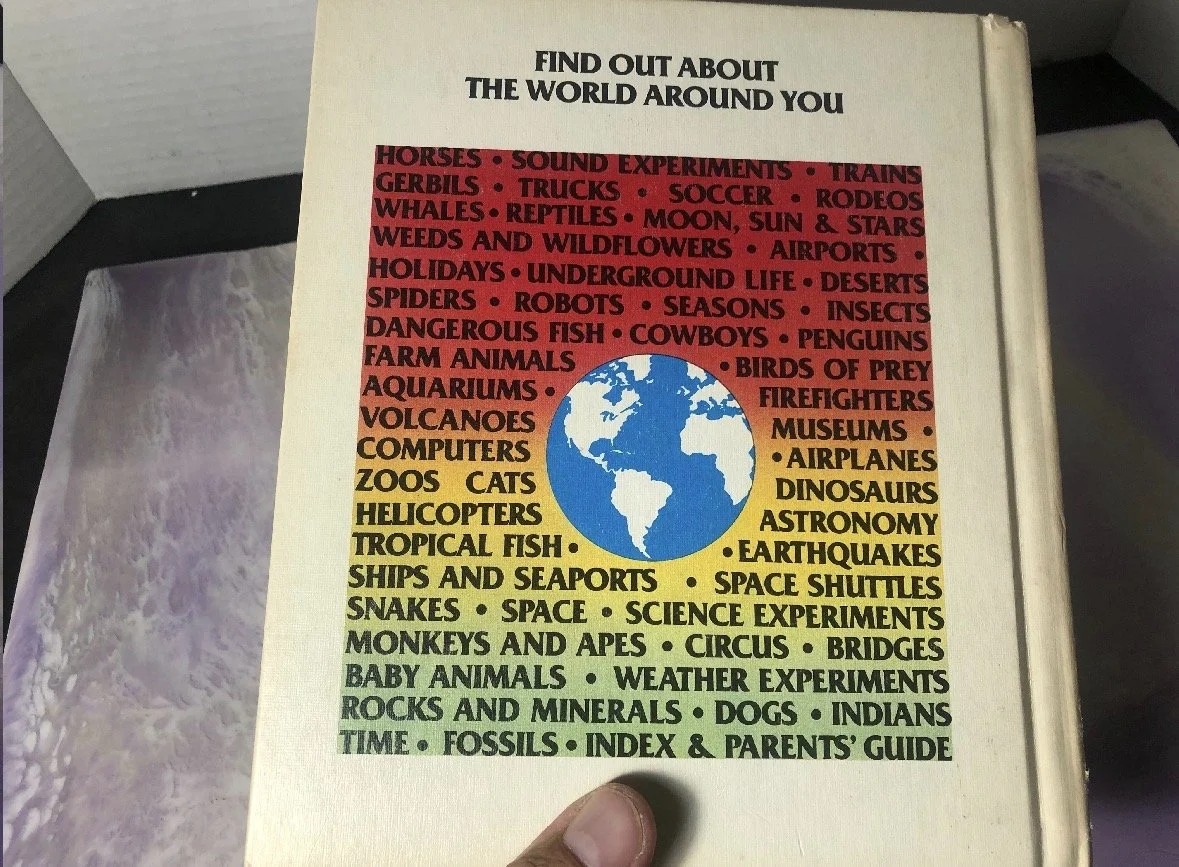 FIND OUT ABOUT
THE WORLD AROUND YOU
HORSES • SOUND EXPERIMENTS • TRAINS
GERBILS • TRUCKS • SOCCER • RODEOS
WHALES • REPTILES • MOON, SUN & STARS
WEEDS AND WILDFLOWERS • AIRPORTS •
HOLIDAYS • UNDERGROUND LIFE • DESERTS
SPIDERS • ROBOTS • SEASONS • INSECTS
DANGEROUS FISH • COWBOYS • PENGUINS
FARM ANIMALS • BIRDS OF PREY
AQUARIUMS • FIREFIGHTERS
VOLCANOES MUSEUMS •
COMPUTERS • AIRPLANES
ZOOS CATS DINOSAURS
HELICOPTERS ASTRONOMY
TROPICAL FISH • • EARTHQUAKES
SHIPS AND SEAPORTS • SPACE SHUTTLES
SNAKES • SPACE • SCIENCE EXPERIMENTS
MONKEYS AND APES • CIRCUS • BRIDGES
BABY ANIMALS • WEATHER EXPERIMENTS
ROCKS AND MINERALS • DOGS • INDIANS
TIME • FOSSILS • INDEX & PARENTS' GUIDE